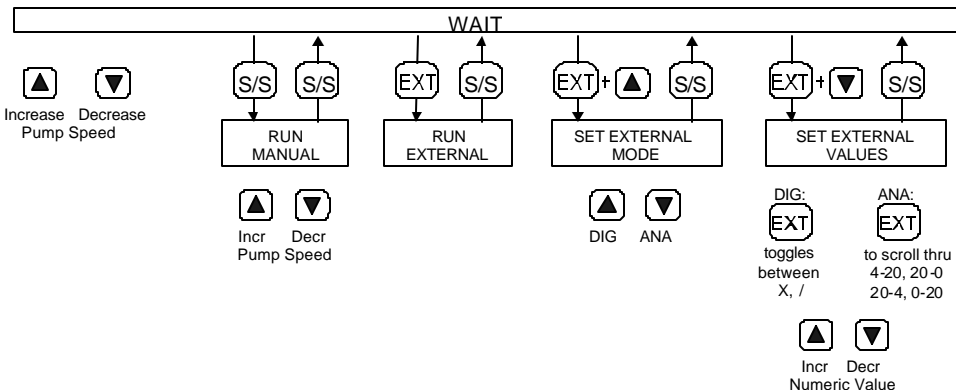 WAIT
S/S S/S EXT S/S EXT + S/S EXT + S/S
Increase Decrease
Pump Speed
RUN
MANUAL
RUN
EXTERNAL
SET EXTERNAL
MODE
SET EXTERNAL
VALUES
Incr Decr
Pump Speed
DIG ANA
DIG:
EXT
toggles
between
X, /
ANA:
EXT
to scroll thru
4-20, 20-0
20-4, 0-20
Incr Decr
Numeric Value